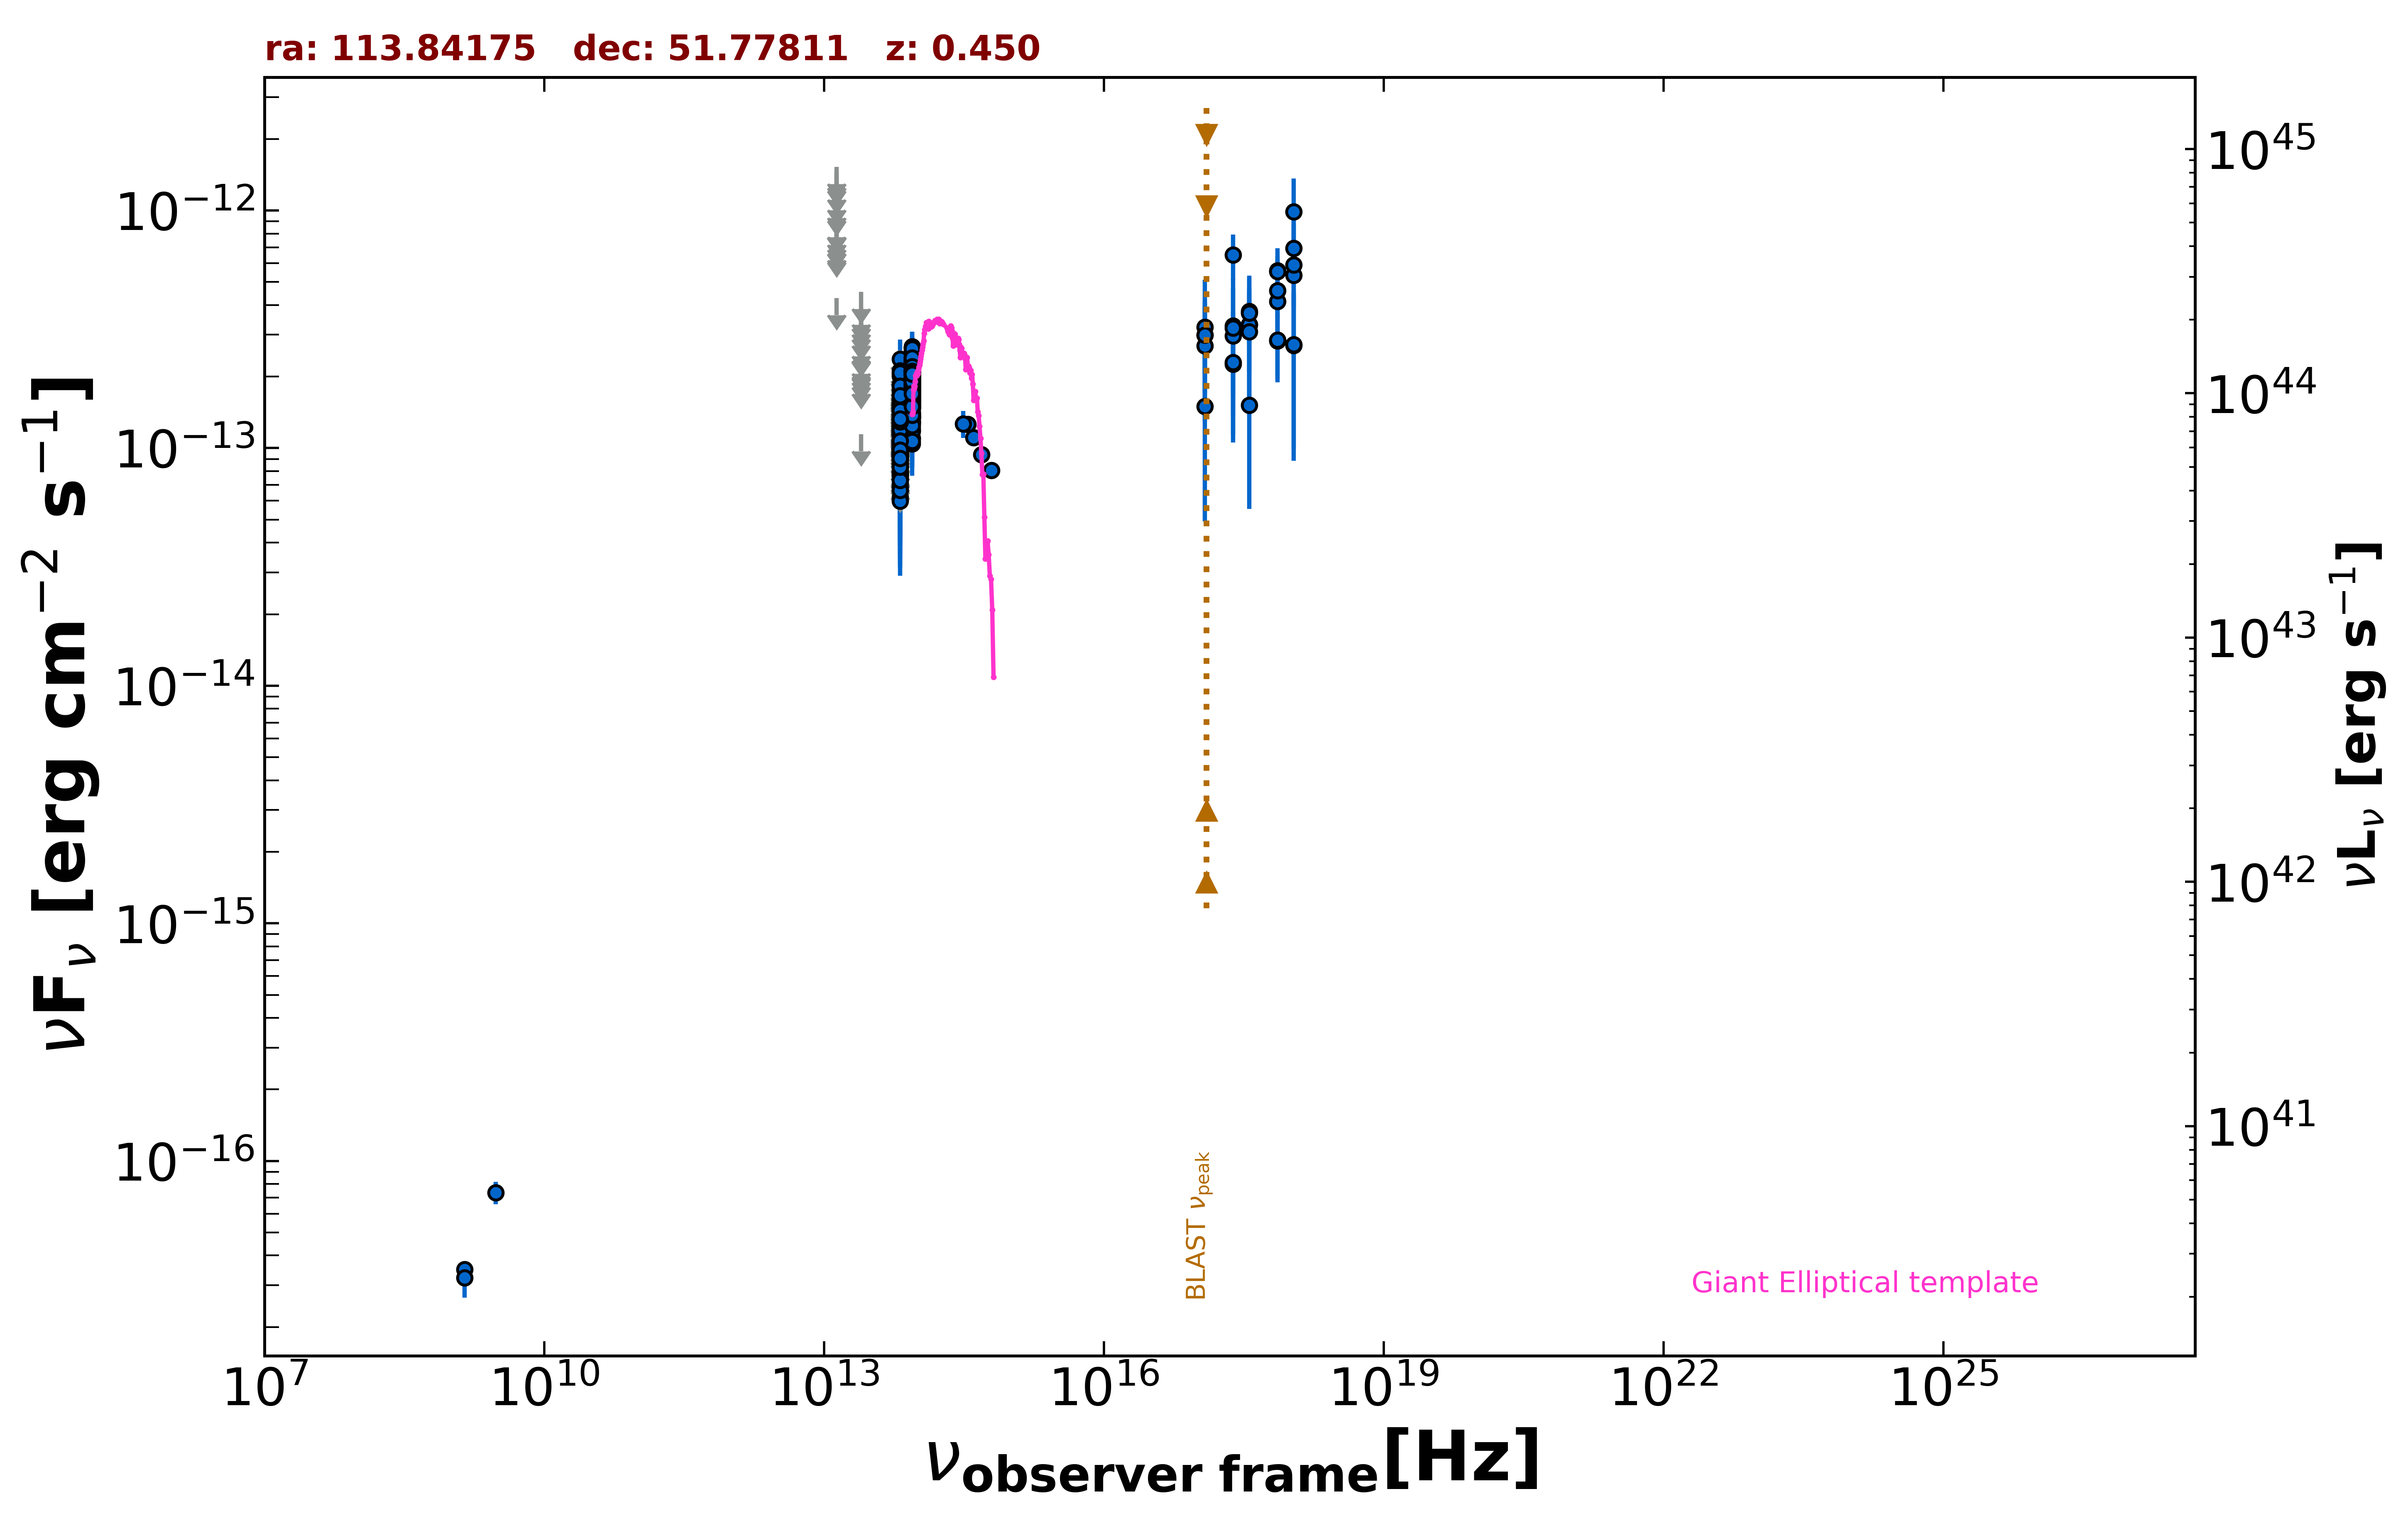 ra: 113.84175 dec: 51.77811 z: 0.450
νF_ν [erg cm^−2 s^−1]
10^−12
10^−13
10^−14
10^−15
10^−16
10^45
10^44
10^43
10^42
10^41
νL_ν [erg s^−1]
BLAST ν_peak
Giant Elliptical template
10^7 10^10 10^13 10^16 10^19 10^22 10^25
ν_observer frame [Hz]